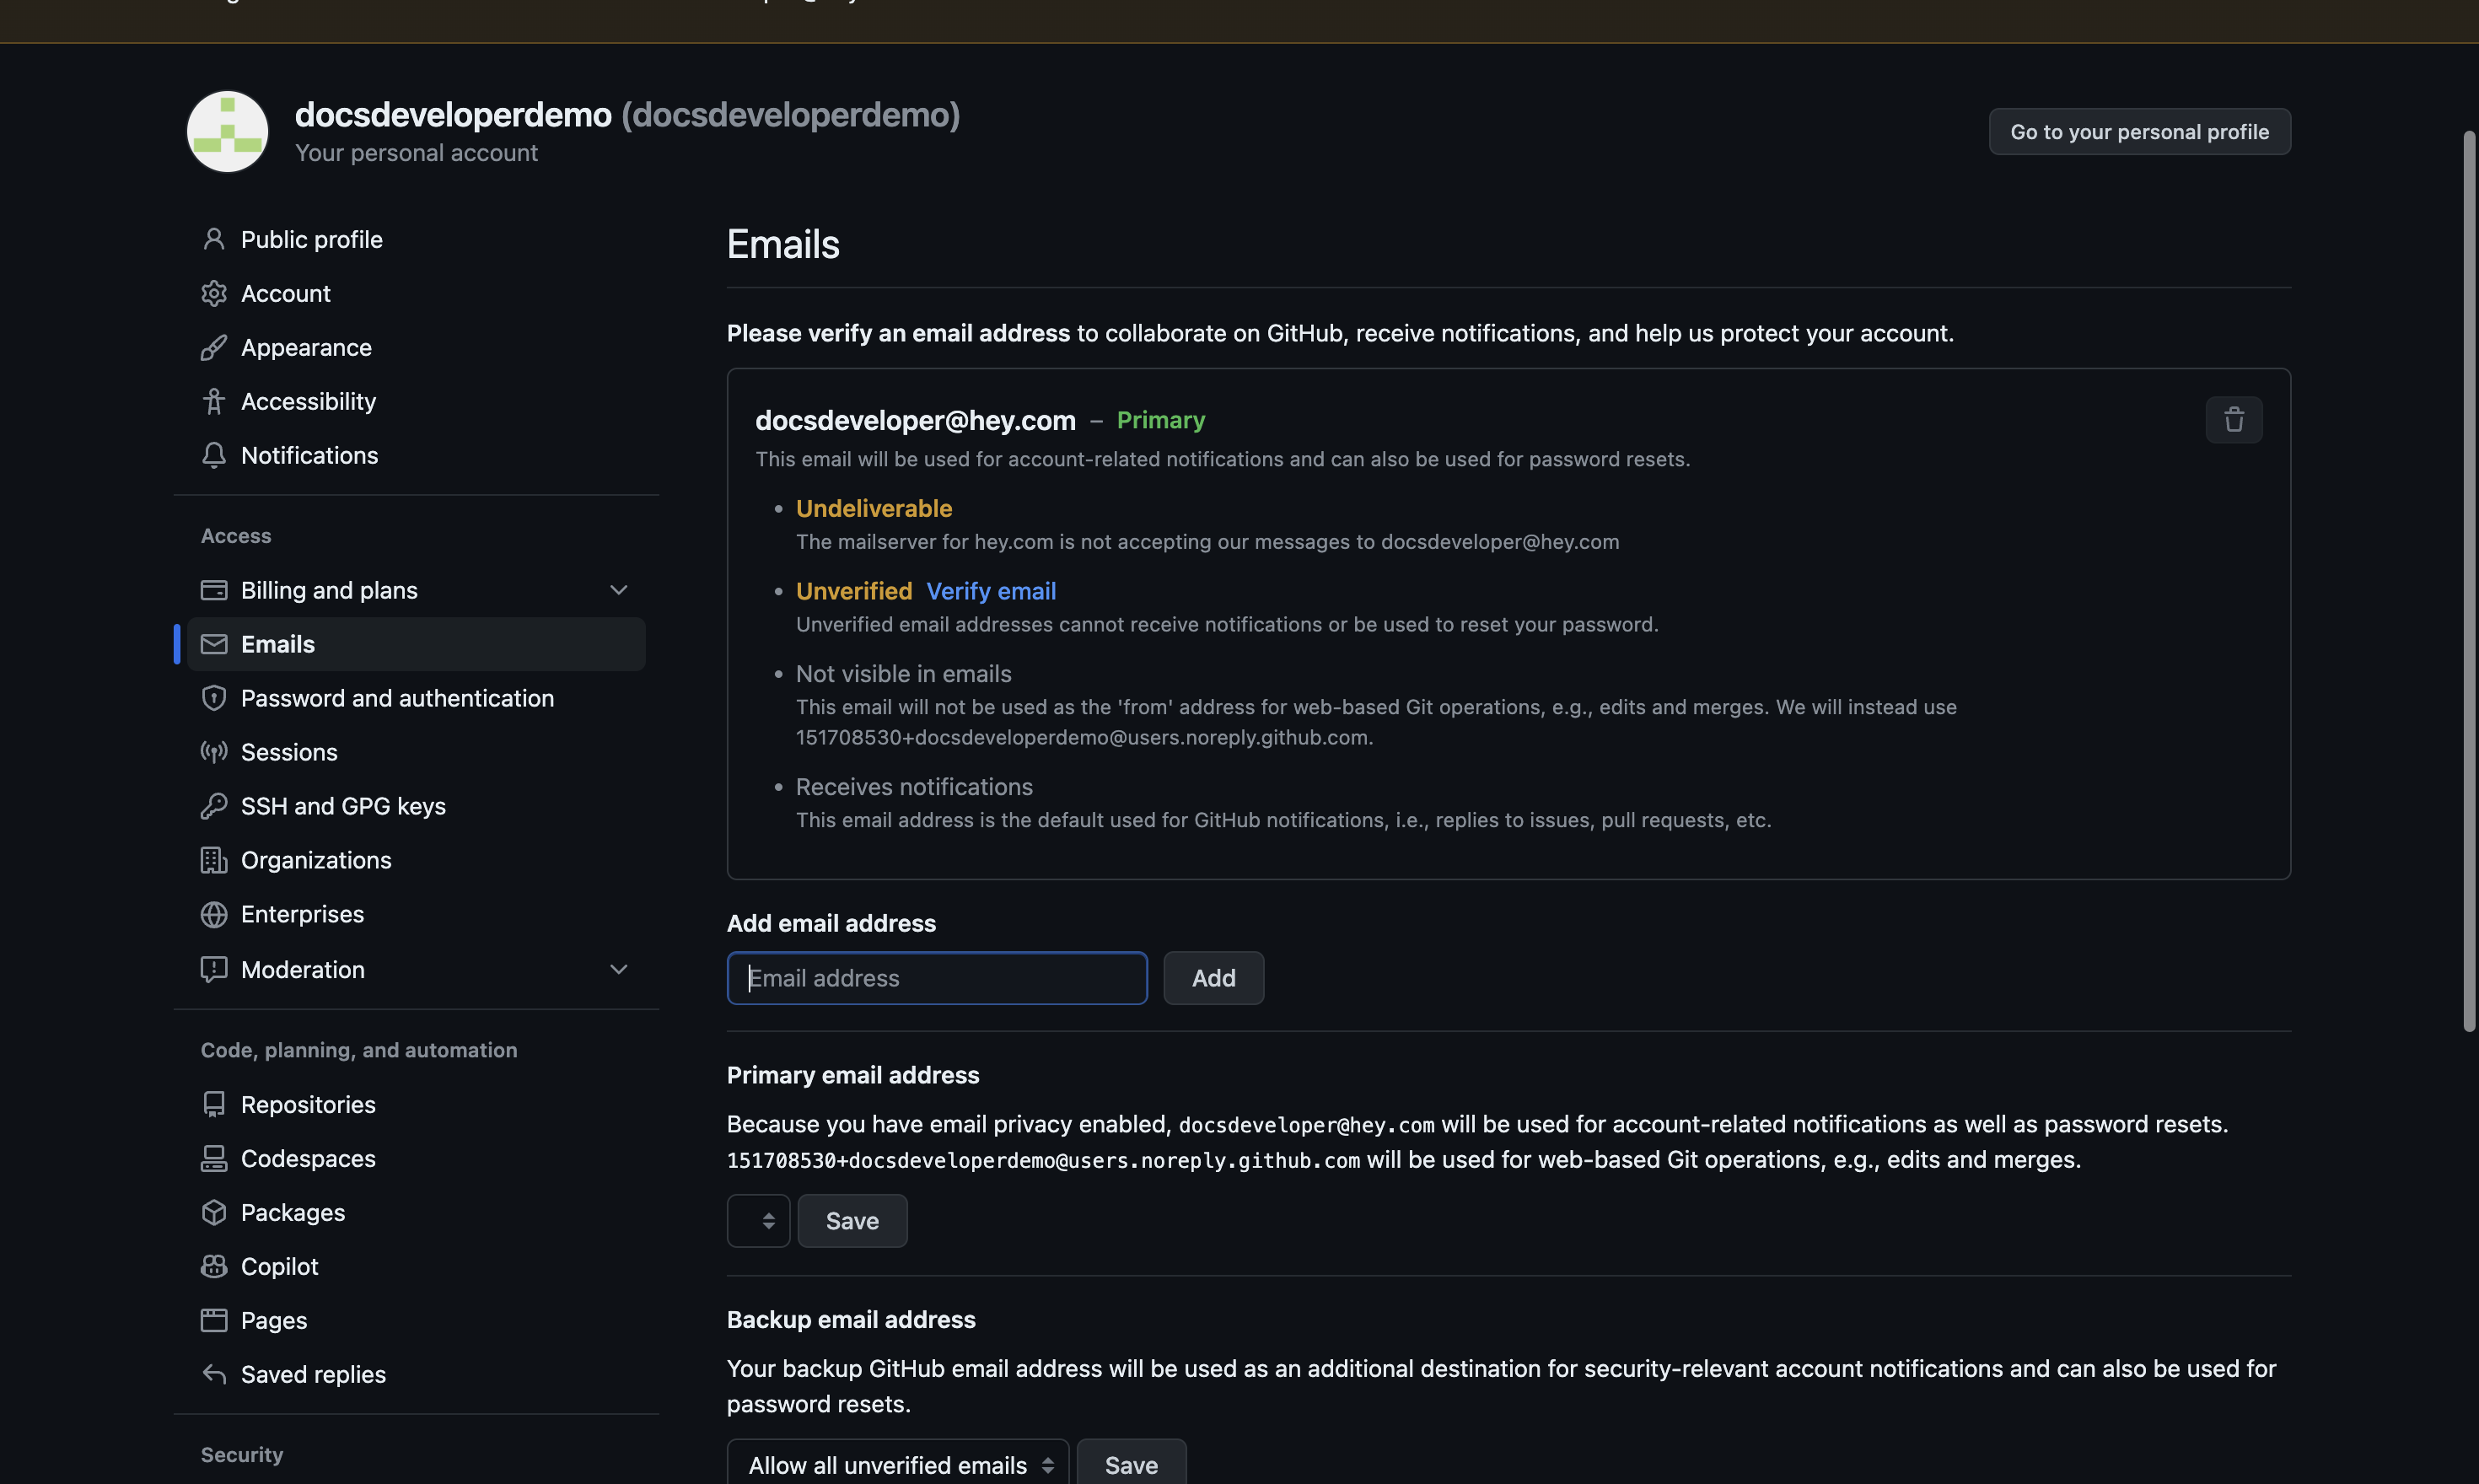 docsdeveloperdemo (docsdeveloperdemo)
Your personal account
Go to your personal profile
Public profile
Account
Appearance
Accessibility
Notifications
Access
Billing and plans
Emails
Password and authentication
Sessions
SSH and GPG keys
Organizations
Enterprises
Moderation
Code, planning, and automation
Repositories
Codespaces
Packages
Copilot
Pages
Saved replies
Security
Emails
Please verify an email address to collaborate on GitHub, receive notifications, and help us protect your account.
docsdeveloper@hey.com – Primary
This email will be used for account-related notifications and can also be used for password resets.
• Undeliverable
The mailserver for hey.com is not accepting our messages to docsdeveloper@hey.com
• Unverified Verify email
Unverified email addresses cannot receive notifications or be used to reset your password.
• Not visible in emails
This email will not be used as the 'from' address for web-based Git operations, e.g., edits and merges. We will instead use
151708530+docsdeveloperdemo@users.noreply.github.com.
• Receives notifications
This email address is the default used for GitHub notifications, i.e., replies to issues, pull requests, etc.
Add email address
Email address
Add
Primary email address
Because you have email privacy enabled, docsdeveloper@hey.com will be used for account-related notifications as well as password resets.
151708530+docsdeveloperdemo@users.noreply.github.com will be used for web-based Git operations, e.g., edits and merges.
Save
Backup email address
Your backup GitHub email address will be used as an additional destination for security-relevant account notifications and can also be used for
password resets.
Allow all unverified emails
Save